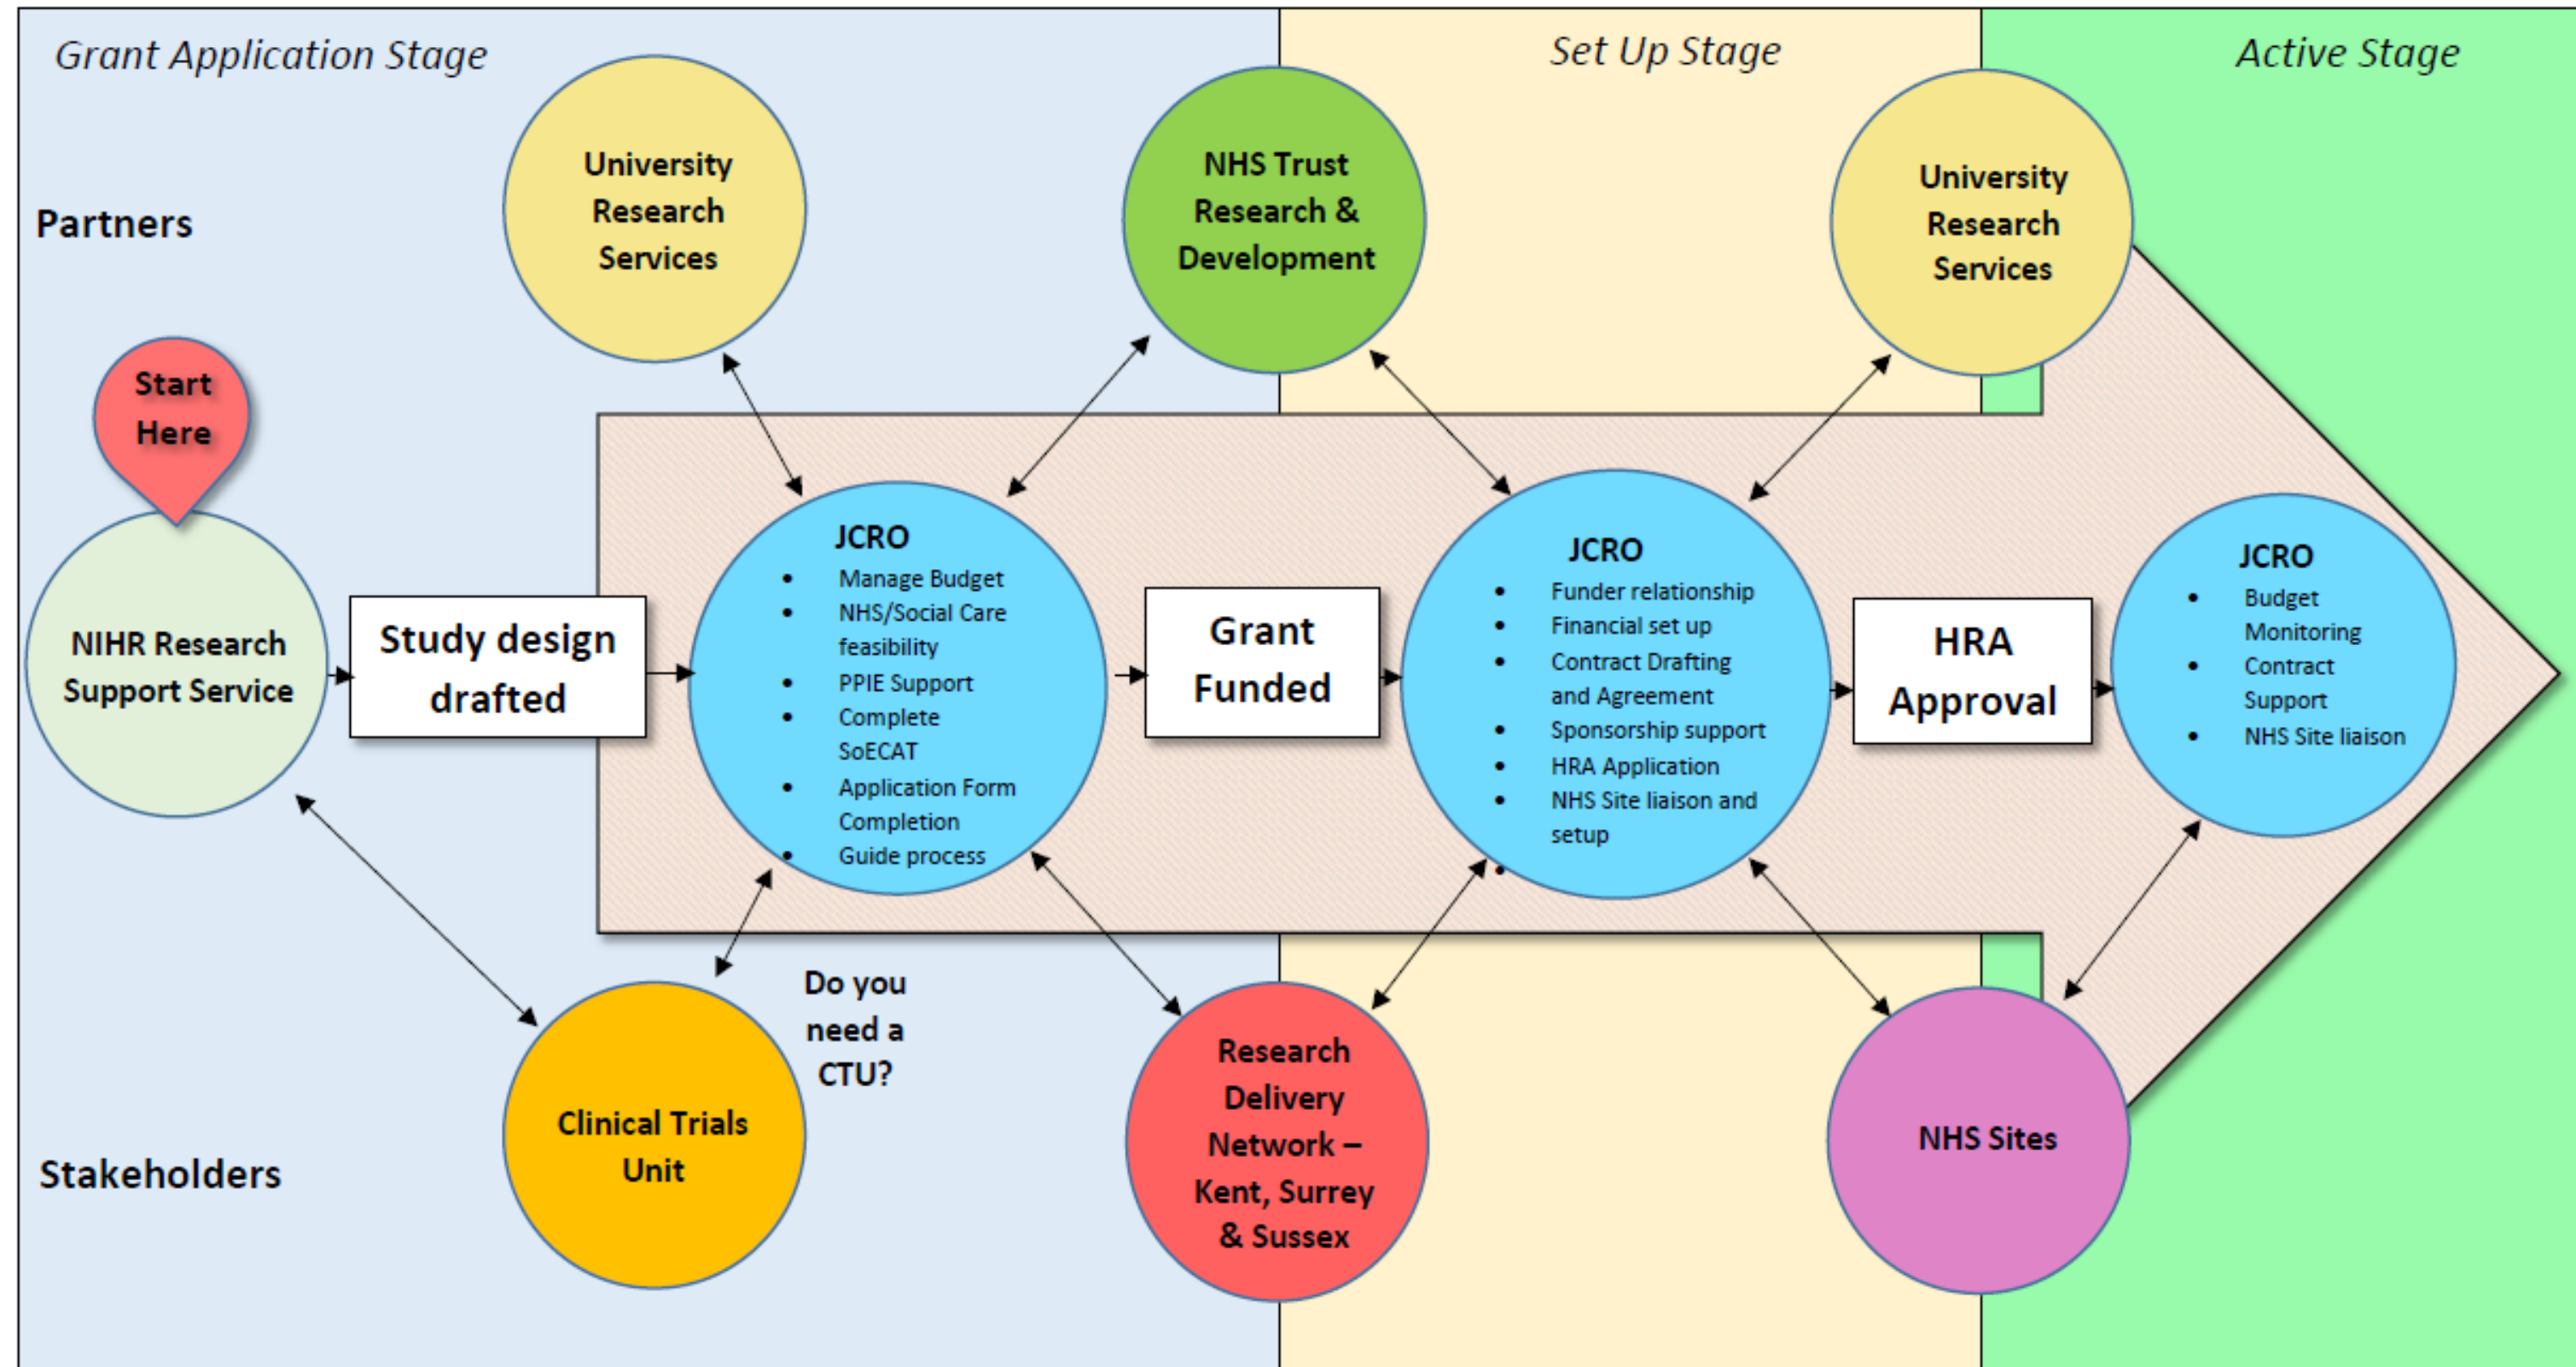 Grant Application Stage
Set Up Stage
Active Stage
Partners
University
Research
Services
NHS Trust
Research &
Development
University
Research
Services
Start
Here
NIHR Research
Support Service
Study design
drafted
JCRO
• Manage Budget
• NHS/Social Care
feasibility
• PPIE Support
• Complete
SoECAT
• Application Form
Completion
• Guide process
Grant
Funded
JCRO
• Funder relationship
• Financial set up
• Contract Drafting
and Agreement
• Sponsorship support
• HRA Application
• NHS Site liaison and
setup
•
HRA
Approval
JCRO
• Budget
Monitoring
• Contract
Support
• NHS Site liaison
Do you
need a
CTU?
Stakeholders
Clinical Trials
Unit
Research
Delivery
Network –
Kent, Surrey
& Sussex
NHS Sites